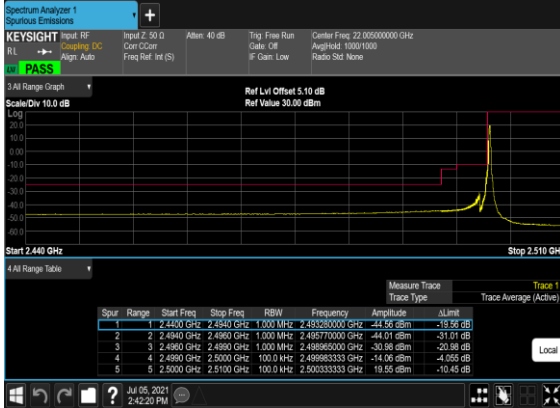 Spectrum Analyzer 1
Spurious Emissions
KEYSIGHT Input: RF Input Z: 50 Ω Atten: 40 dB Trig: Free Run Center Freq: 22.005000000 GHz
RL Coupling: DC Corr CCorr Gate: Off Avg|Hold: 1000/1000
Align: Auto Freq Ref: Int (S) IF Gain: Low Radio Std: None
PASS
3 All Range Graph
Ref Lvl Offset 5.10 dB
Scale/Div 10.0 dB Ref Value 30.00 dBm
Log
20.0
10.0
0.00
-10.0
-20.0
-30.0
-40.0
-50.0
-60.0
Start 2.440 GHz Stop 2.510 GH
4 All Range Table
Measure Trace Trace 1
Trace Type Trace Average (Active)
Spur Range Start Freq Stop Freq RBW Frequency Amplitude ΔLimit
1 1 2.4400 GHz 2.4940 GHz 1.000 MHz 2.493280000 GHz -44.56 dBm -19.56 dB
2 2 2.4940 GHz 2.4960 GHz 1.000 MHz 2.495770000 GHz -44.01 dBm -31.01 dB
3 3 2.4960 GHz 2.4990 GHz 1.000 MHz 2.498965000 GHz -30.98 dBm -20.98 dB
4 4 2.4990 GHz 2.5000 GHz 100.0 kHz 2.499983333 GHz -14.06 dBm -4.055 dB
5 5 2.5000 GHz 2.5100 GHz 100.0 kHz 2.500333333 GHz 19.55 dBm -10.45 dB
Local
Jul 05, 2021
2:42:20 PM